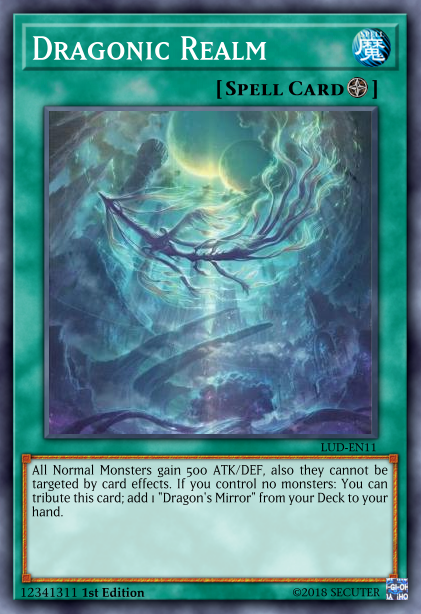 Dragonic Realm
魔
[Spell Card]
LUD-EN11
All Normal Monsters gain 500 ATK/DEF, also they cannot be
targeted by card effects. If you control no monsters: You can
tribute this card; add 1 "Dragon's Mirror" from your Deck to your
hand.
12341311 1st Edition
©2018 SECUTER